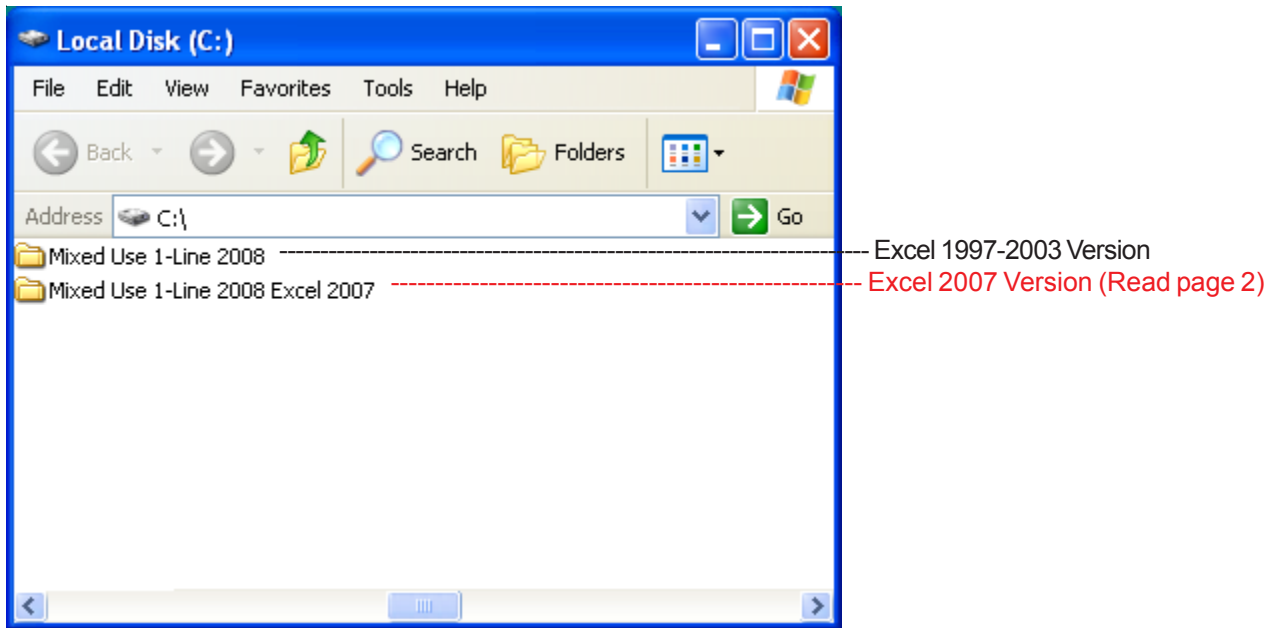 Local Disk (C:)
File Edit View Favorites Tools Help
Back Search Folders
Address C:\ Go
Mixed Use 1-Line 2008 Excel 1997-2003 Version
Mixed Use 1-Line 2008 Excel 2007 Excel 2007 Version (Read page 2)